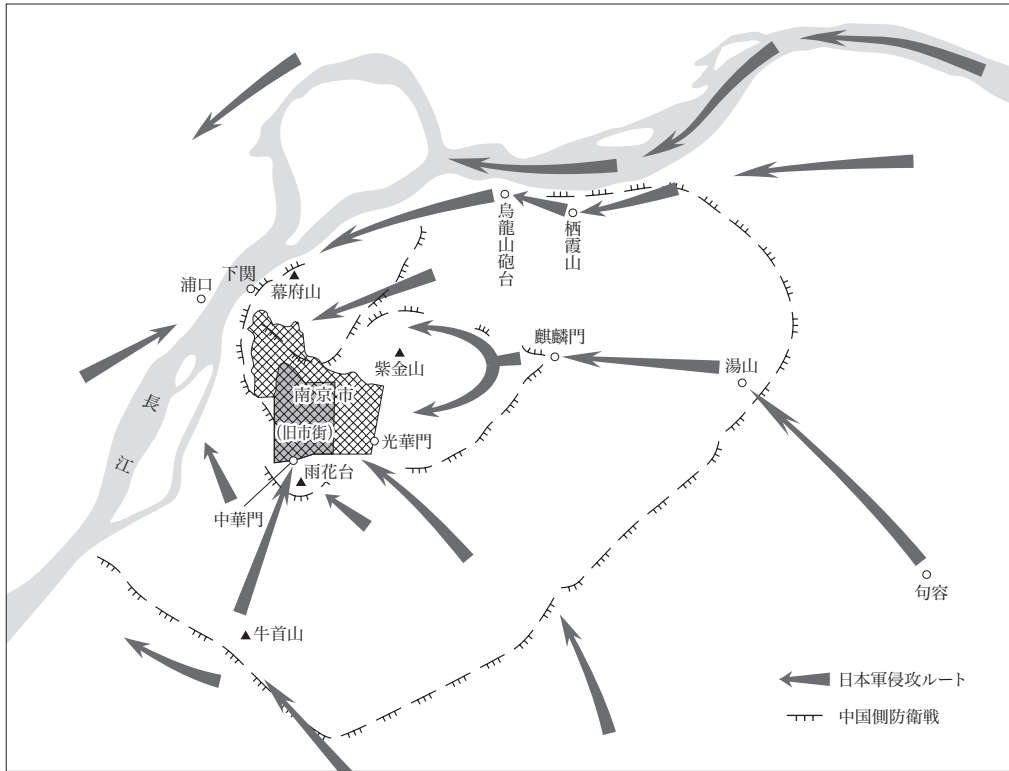 烏龍山砲台
栖霞山
下関
浦口
幕府山
麒麟門
紫金山
湯山
南京市
(旧市街)
長江
光華門
雨花台
中華門
句容
牛首山
日本軍侵攻ルート
中国側防衛戦